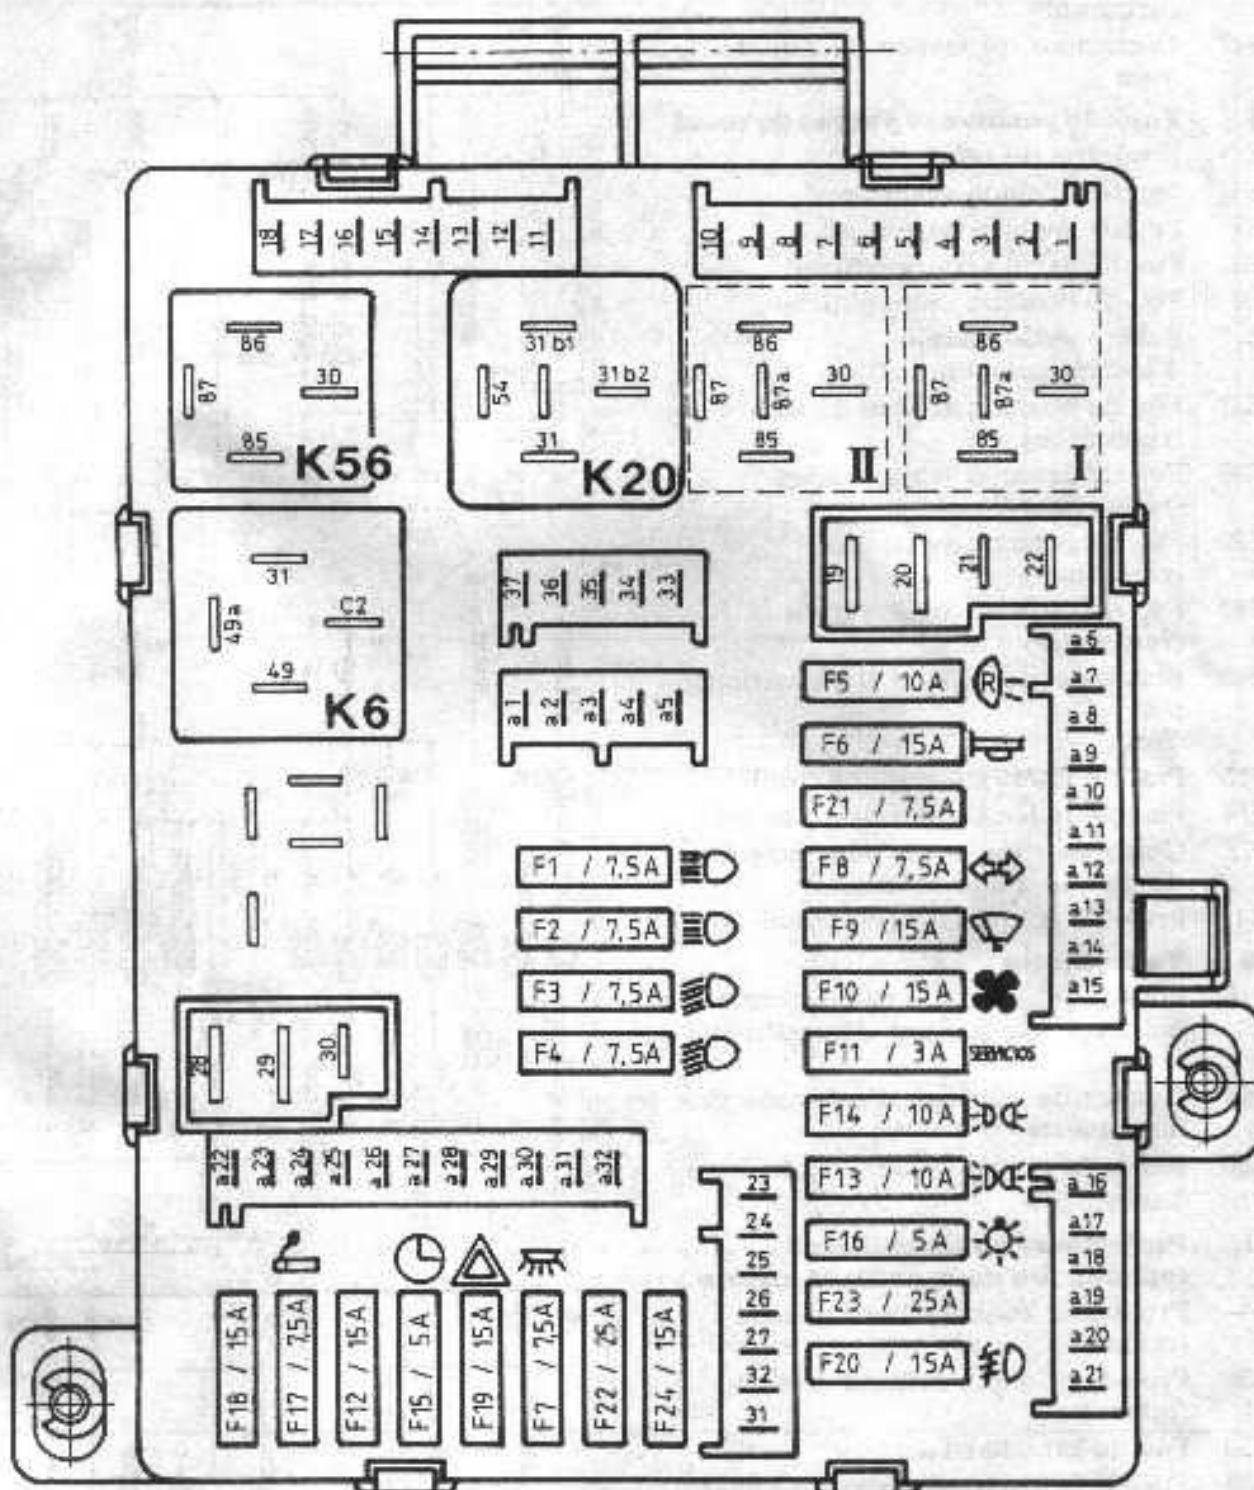 18 17 16 15 14 13 12 11
10 9 8 7 6 5 4 3 2 1
86
87
30
85
K56
31 b1
54
31 b2
31
K20
86
87
87a
30
85
II
86
87
87a
30
85
I
31
49a
C2
49
K6
37 36 35 34 33
a1 a2 a3 a4 a5
19 20 21 22
F5 / 10A
R
F6 / 15A
F21 / 7,5A
F8 / 7,5A
F9 / 15A
F10 / 15A
F11 / 3A SERVICIOS
F14 / 10A
F13 / 10A
F16 / 5A
F23 / 25A
F20 / 15A
F1 / 7,5A
F2 / 7,5A
F3 / 7,5A
F4 / 7,5A
a6
a7
a8
a9
a10
a11
a12
a13
a14
a15
28 29 30
a22 a23 a24 a25 a26 a27 a28 a29 a30 a31 a32
23
24
25
26
27
32
31
a16
a17
a18
a19
a20
a21
F18 / 15A
F17 / 7,5A
F12 / 15A
F15 / 5A
F19 / 15A
F7 / 7,5A
F22 / 25A
F24 / 15A